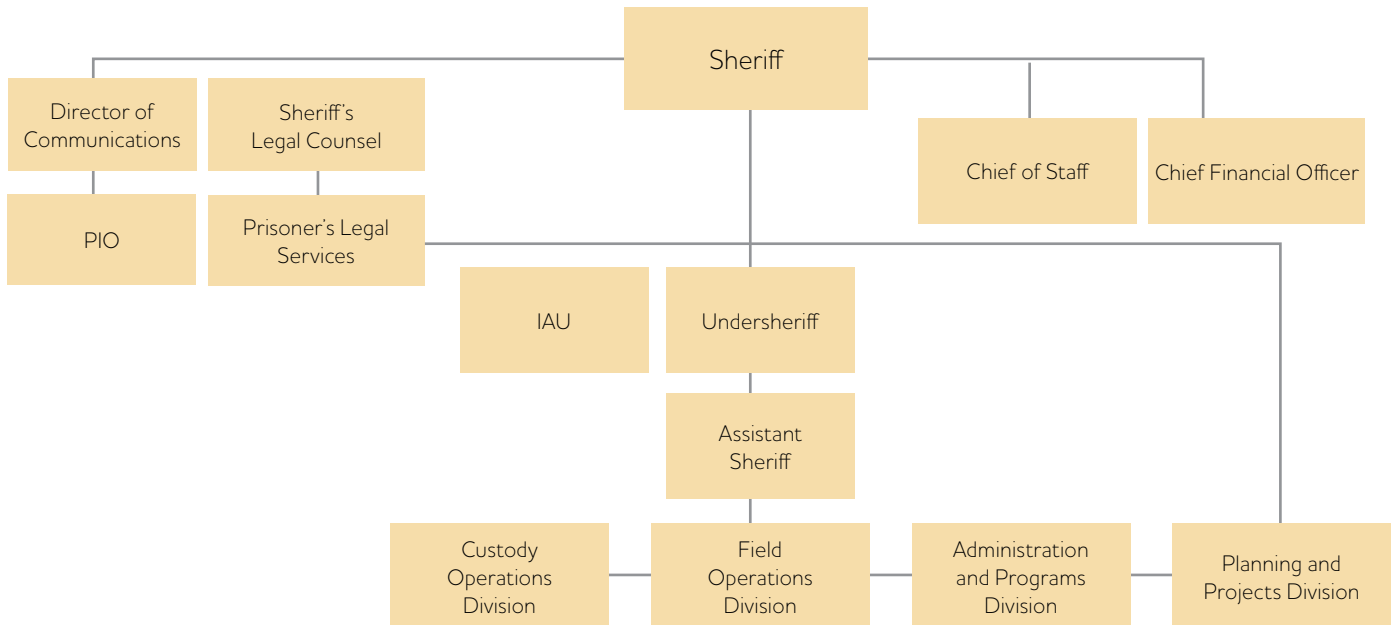 Sheriff
Director of
Communications
Sheriff’s
Legal Counsel
Chief of Staff
Chief Financial Officer
PIO
Prisoner’s Legal
Services
IAU
Undersheriff
Assistant
Sheriff
Custody
Operations
Division
Field
Operations
Division
Administration
and Programs
Division
Planning and
Projects Division